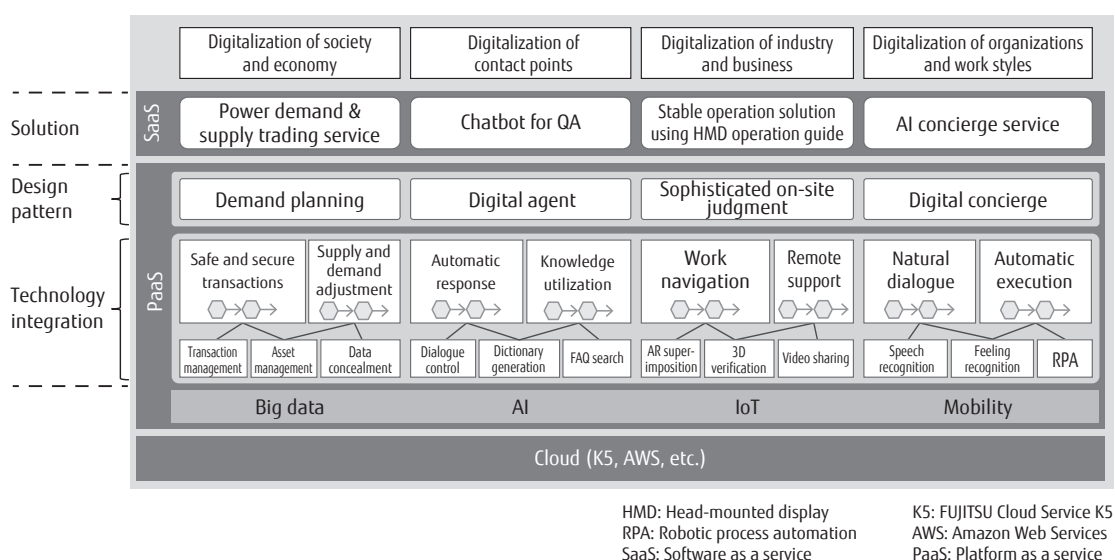 Digitalization of society
and economy
Digitalization of
contact points
Digitalization of industry
and business
Digitalization of organizations
and work styles
Solution
SaaS
Power demand &
supply trading service
Chatbot for QA
Stable operation solution
using HMD operation guide
AI concierge service
Design
pattern
PaaS
Demand planning
Digital agent
Sophisticated on-site
judgment
Digital concierge
Technology
integration
Safe and secure
transactions
Supply and
demand
adjustment
Automatic
response
Knowledge
utilization
Work
navigation
Remote
support
Natural
dialogue
Automatic
execution
Transaction
management
Asset
management
Data
concealment
Dialogue
control
Dictionary
generation
FAQ search
AR super-
imposition
3D
verification
Video sharing
Speech
recognition
Feeling
recognition
RPA
Big data
AI
IoT
Mobility
Cloud (K5, AWS, etc.)
HMD: Head-mounted display
RPA: Robotic process automation
SaaS: Software as a service
K5: FUJITSU Cloud Service K5
AWS: Amazon Web Services
PaaS: Platform as a service